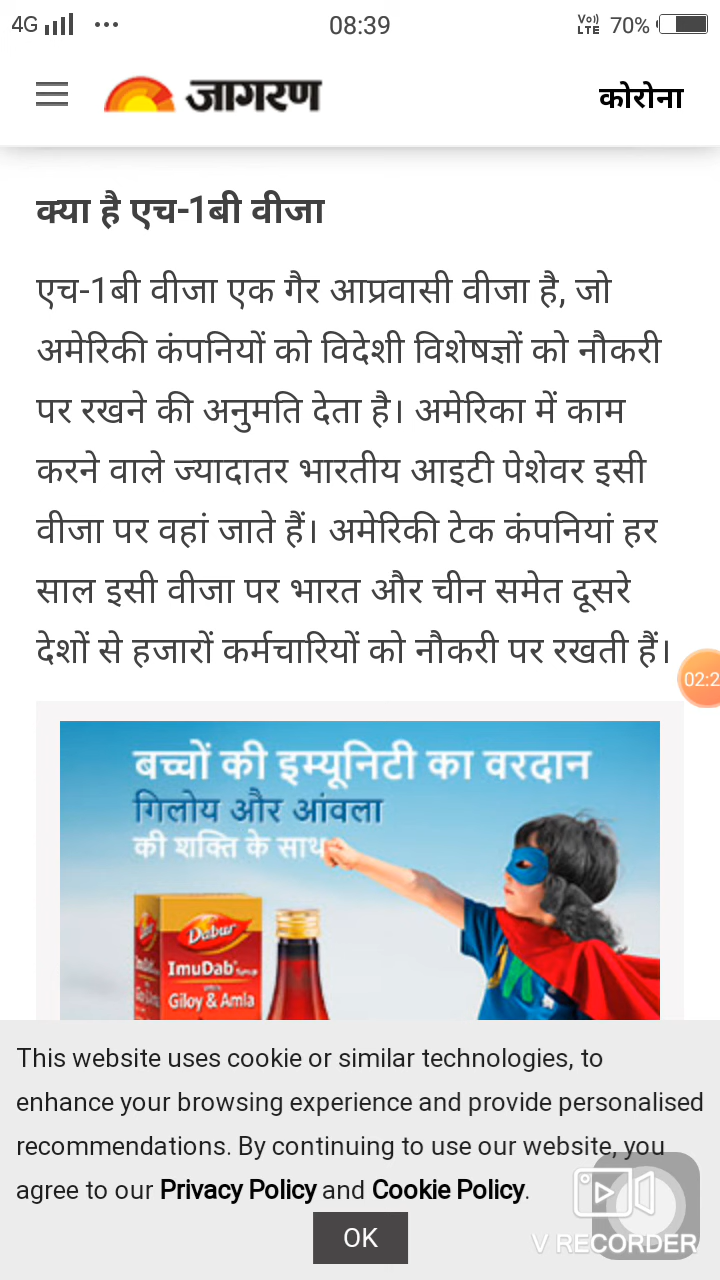 4G ... 08:39 Vo)) LTE 70%
जागरण कोरोना
क्या है एच-1बी वीजा
एच-1बी वीजा एक गैर आप्रवासी वीजा है, जो
अमेरिकी कंपनियों को विदेशी विशेषज्ञों को नौकरी
पर रखने की अनुमति देता है। अमेरिका में काम
करने वाले ज्यादातर भारतीय आइटी पेशेवर इसी
वीजा पर वहां जाते हैं। अमेरिकी टेक कंपनियां हर
साल इसी वीजा पर भारत और चीन समेत दूसरे
देशों से हजारों कर्मचारियों को नौकरी पर रखती हैं।
02:2
बच्चों की इम्यूनिटी का वरदान
गिलोय और आंवला
की शक्ति के साथ
Dabur
ImuDab
Giloy & Amla
This website uses cookie or similar technologies, to
enhance your browsing experience and provide personalised
recommendations. By continuing to use our website, you
agree to our Privacy Policy and Cookie Policy.
OK
V RECORDER